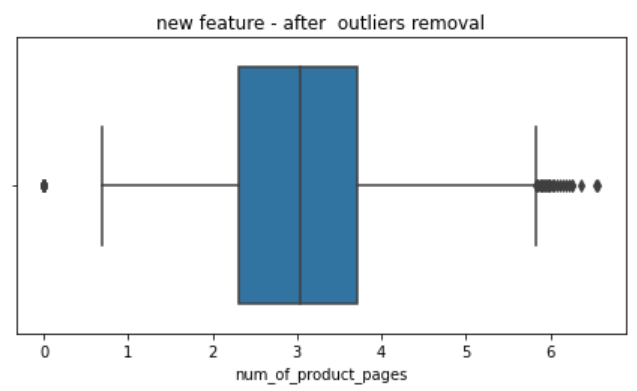 new feature - after  outliers removal
0 1 2 3 4 5 6
num_of_product_pages